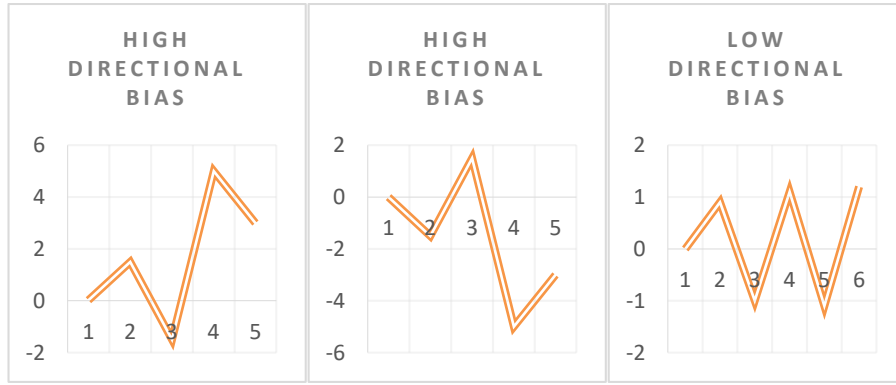 HIGH
DIRECTIONAL
BIAS
6
4
2
0
-2
1 2 3 4 5
HIGH
DIRECTIONAL
BIAS
2
0
-2
-4
-6
1 2 3 4 5
LOW
DIRECTIONAL
BIAS
2
1
0
-1
-2
1 2 3 4 5 6